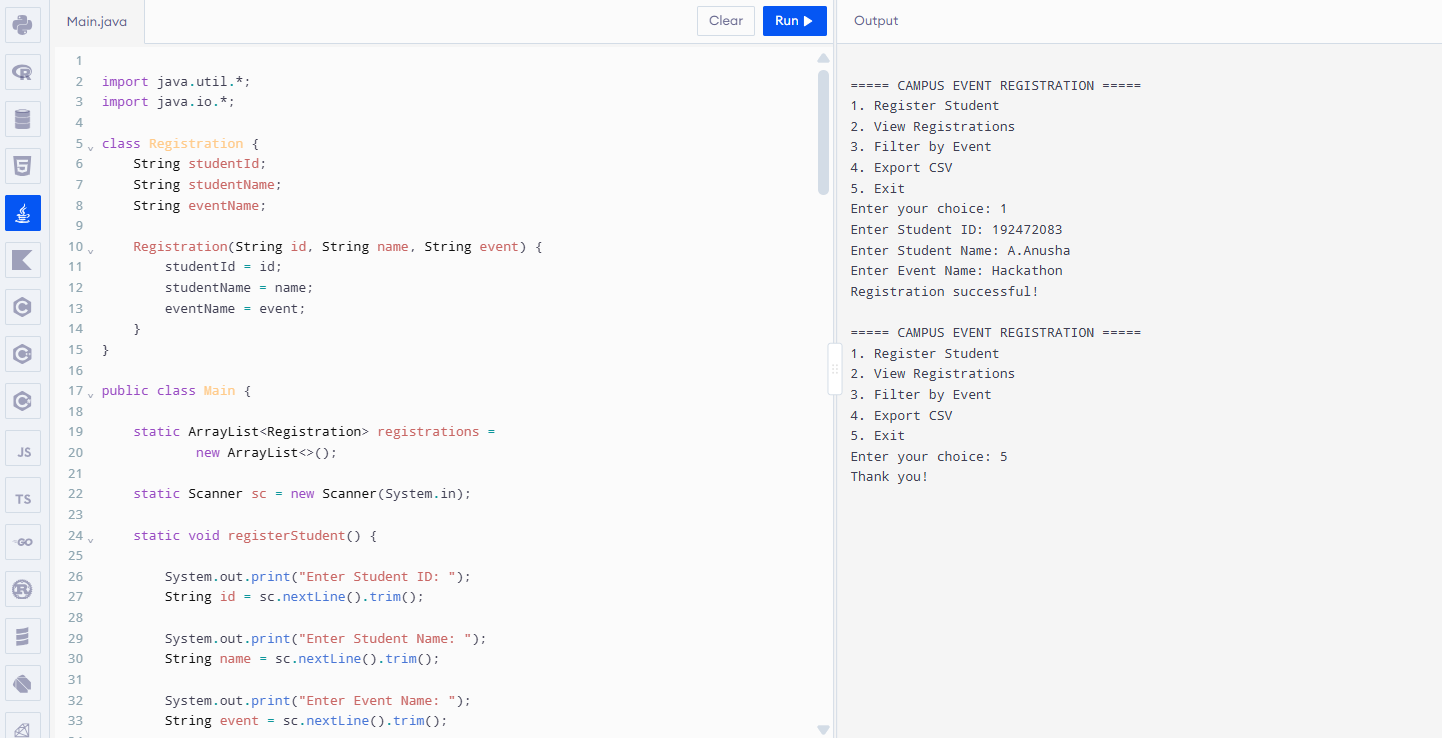 Main.java
Clear
Run
Output
JS
TS
GO
1
2 import java.util.*;
3 import java.io.*;
4
5 class Registration {
6 String studentId;
7 String studentName;
8 String eventName;
9
10 Registration(String id, String name, String event) {
11 studentId = id;
12 studentName = name;
13 eventName = event;
14 }
15 }
16
17 public class Main {
18
19 static ArrayList<Registration> registrations =
20 new ArrayList<>();
21
22 static Scanner sc = new Scanner(System.in);
23
24 static void registerStudent() {
25
26 System.out.print("Enter Student ID: ");
27 String id = sc.nextLine().trim();
28
29 System.out.print("Enter Student Name: ");
30 String name = sc.nextLine().trim();
31
32 System.out.print("Enter Event Name: ");
33 String event = sc.nextLine().trim();
===== CAMPUS EVENT REGISTRATION =====
1. Register Student
2. View Registrations
3. Filter by Event
4. Export CSV
5. Exit
Enter your choice: 1
Enter Student ID: 192472083
Enter Student Name: A.Anusha
Enter Event Name: Hackathon
Registration successful!
===== CAMPUS EVENT REGISTRATION =====
1. Register Student
2. View Registrations
3. Filter by Event
4. Export CSV
5. Exit
Enter your choice: 5
Thank you!